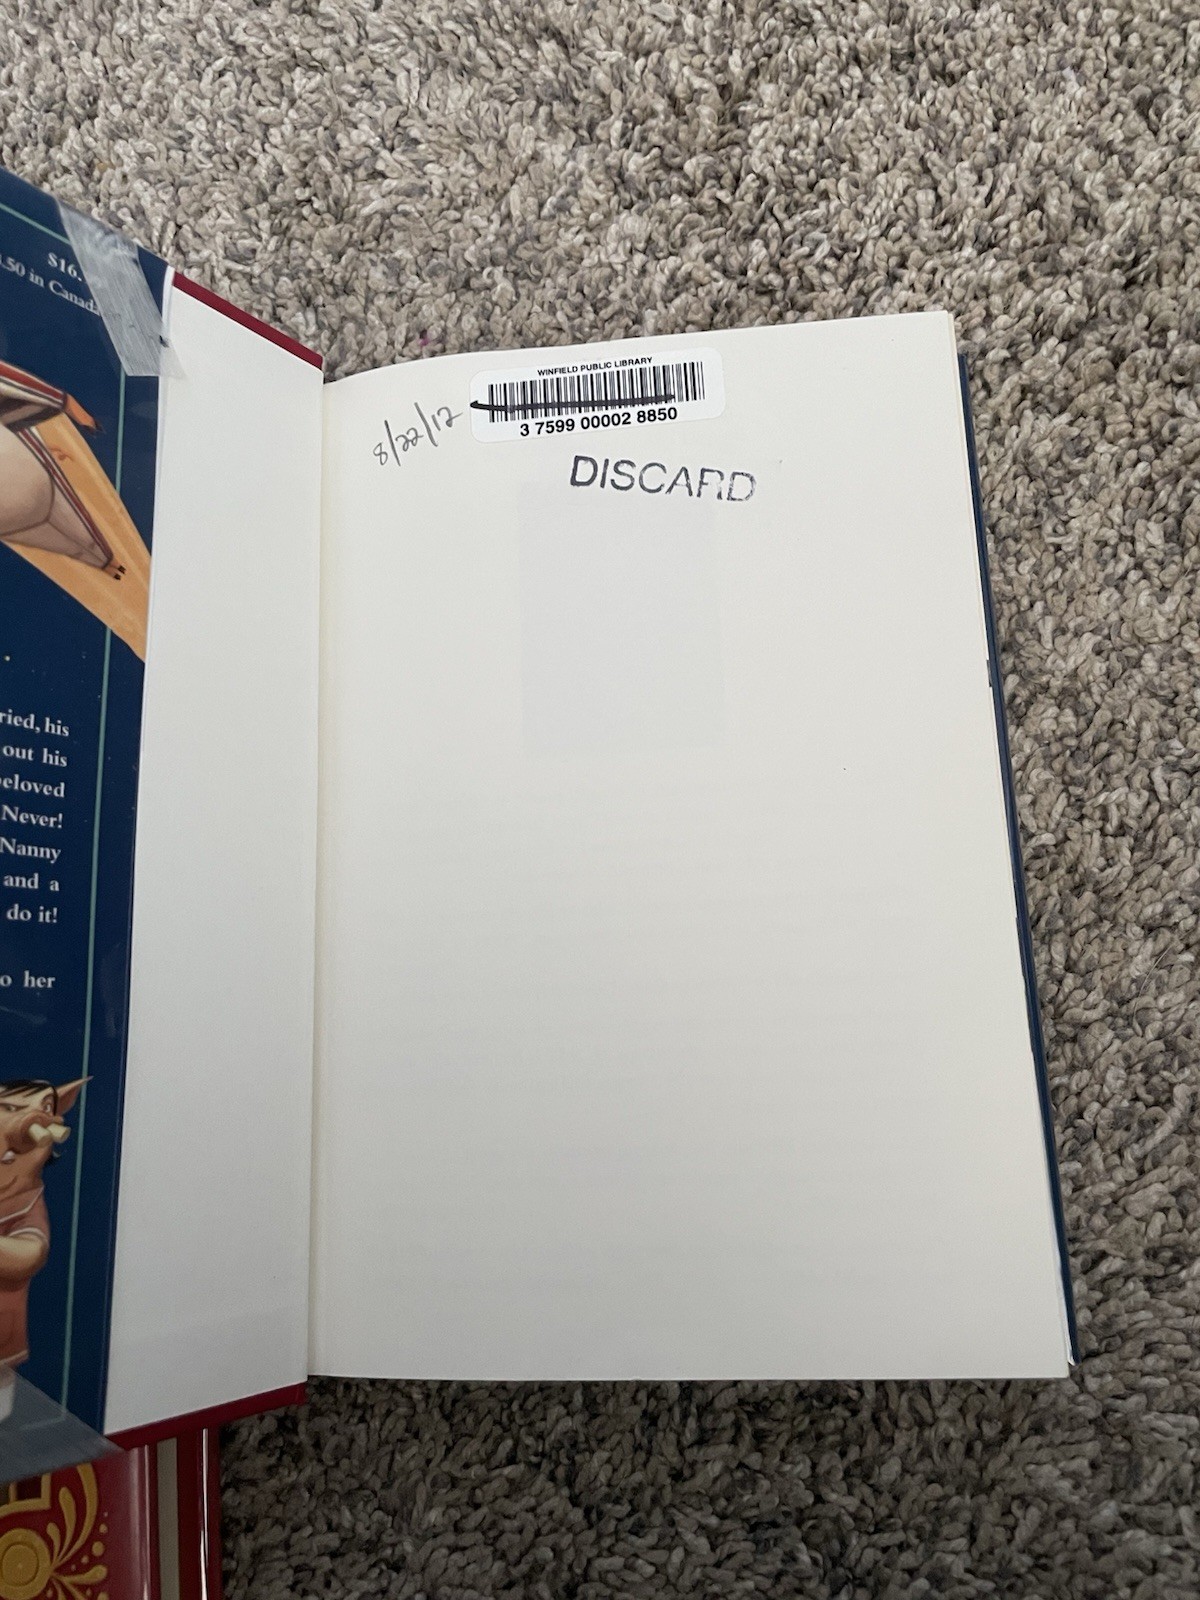 $16.
.50 in Canada
ried, his
out his
eloved
Never!
Nanny
and a
do it!
o her
WINFIELD PUBLIC LIBRARY
3 7599 00002 8850
8/22/12
DISCARD